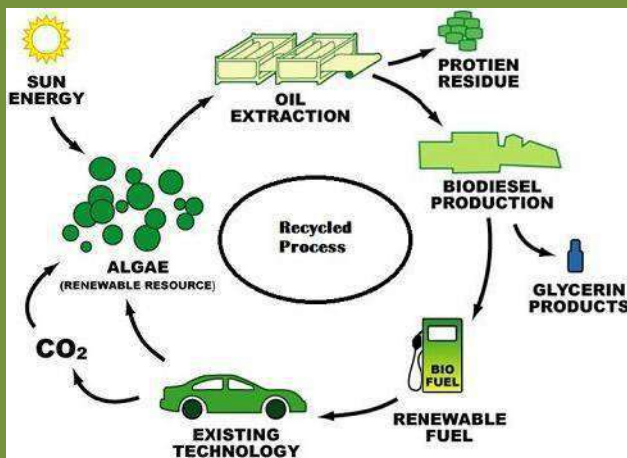 SUN
ENERGY
OIL
EXTRACTION
PROTIEN
RESIDUE
BIODIESEL
PRODUCTION
GLYCERIN
PRODUCTS
Recycled
Process
ALGAE
(RENEWABLE RESOURCE)
CO₂
BIO
FUEL
RENEWABLE
FUEL
EXISTING
TECHNOLOGY